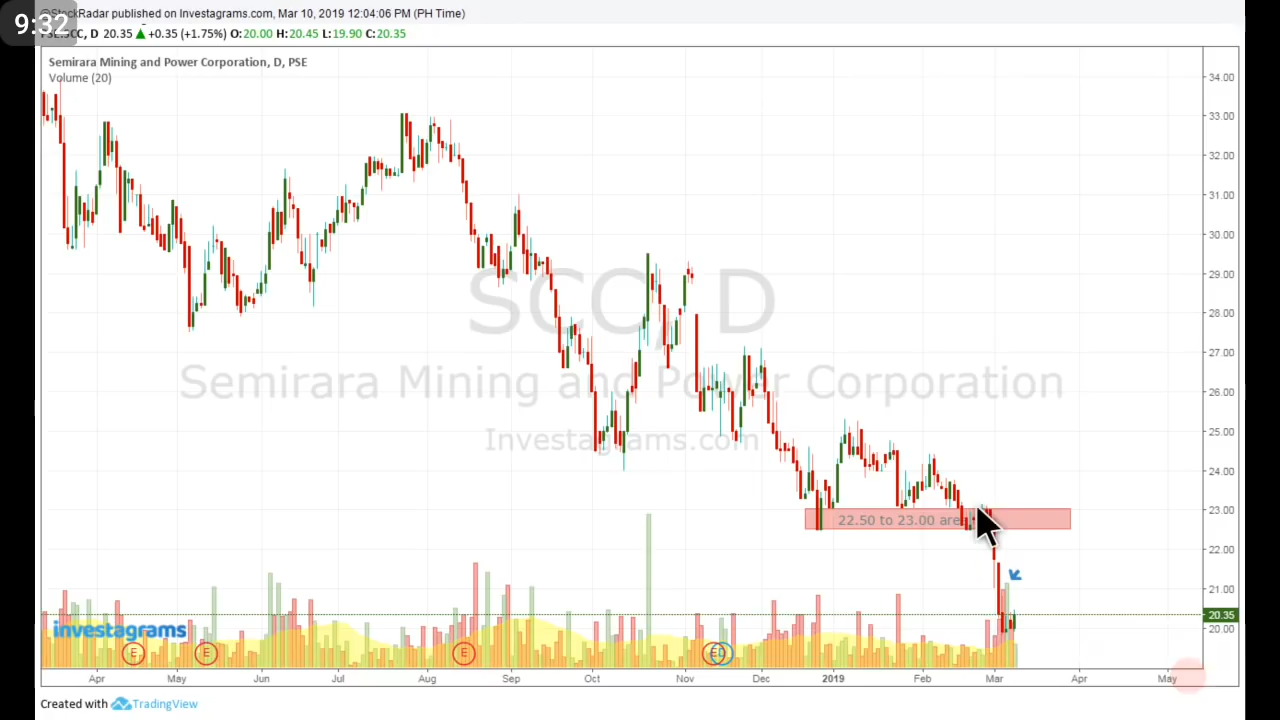 9:32
StockRadar published on Investagrams.com, Mar 10, 2019 12:04:06 PM (PH Time)
PSE:SCC, D 20.35 ▲ +0.35 (+1.75%) O:20.00 H:20.45 L:19.90 C:20.35
Semirara Mining and Power Corporation, D, PSE
Volume (20)
34.00
33.00
32.00
31.00
30.00
29.00
SCC, D
28.00
27.00
Semirara Mining and Power Corporation
26.00
25.00
Investagrams.com
24.00
23.00
22.50 to 23.00 are
22.00
21.00
20.35
20.00
investagrams
E E E E D
Apr May Jun Jul Aug Sep Oct Nov Dec 2019 Feb Mar Apr May
Created with TradingView